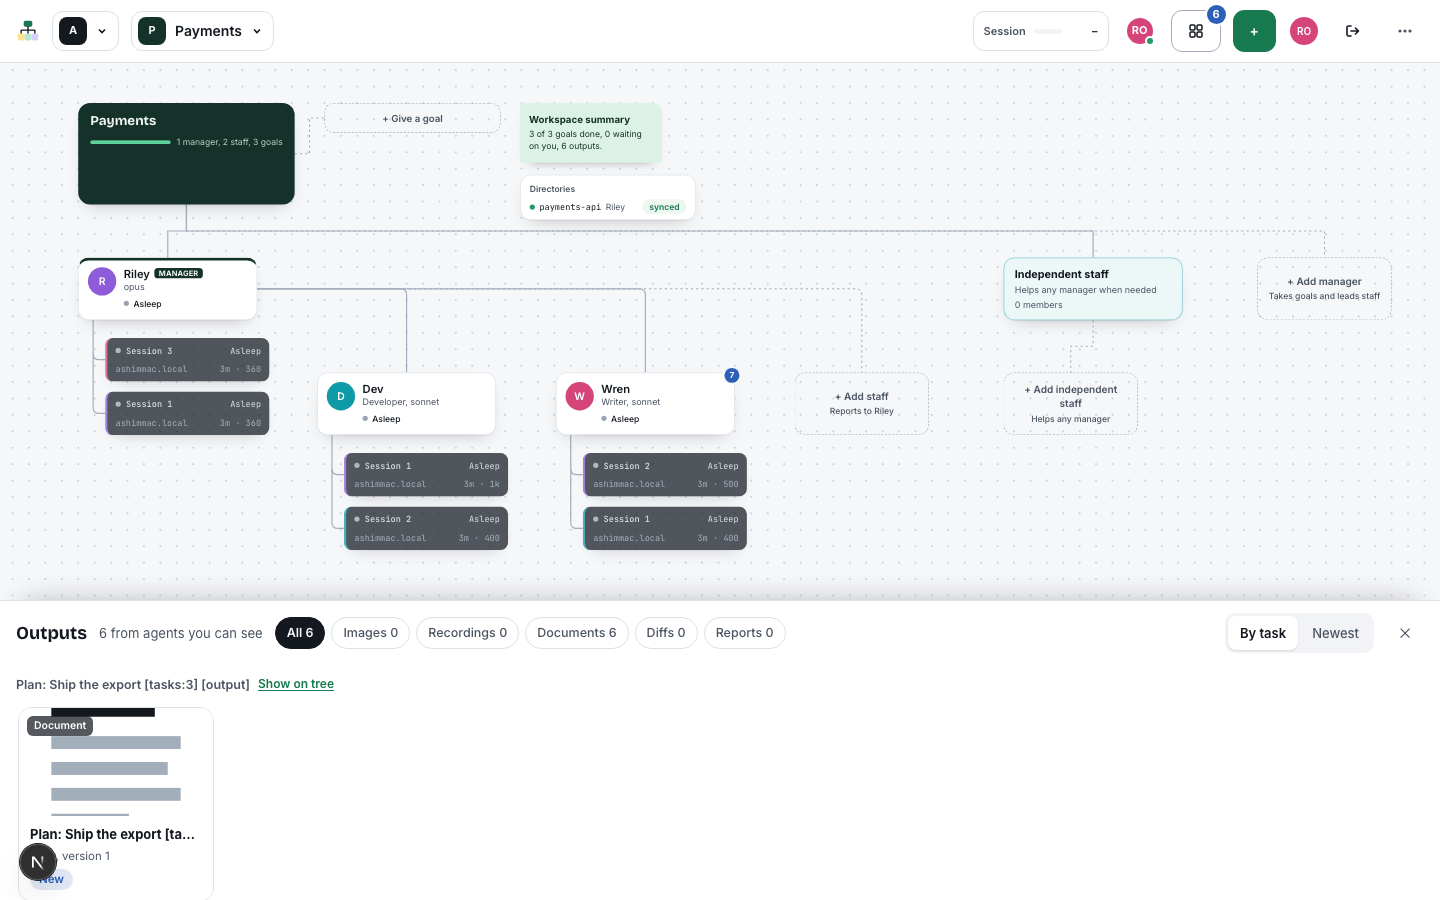 A
P Payments
Session –
RO
6
+
RO
Payments
1 manager, 2 staff, 3 goals
+ Give a goal
Workspace summary
3 of 3 goals done, 0 waiting
on you, 6 outputs.
Directories
payments-api Riley synced
R
Riley MANAGER
opus
Asleep
Independent staff
Helps any manager when needed
0 members
+ Add manager
Takes goals and leads staff
Session 3 Asleep
ashimmac.local 3m · 360
Session 1 Asleep
ashimmac.local 3m · 360
D
Dev
Developer, sonnet
Asleep
7
W
Wren
Writer, sonnet
Asleep
+ Add staff
Reports to Riley
+ Add independent
staff
Helps any manager
Session 1 Asleep
ashimmac.local 3m · 1k
Session 2 Asleep
ashimmac.local 3m · 400
Session 2 Asleep
ashimmac.local 3m · 500
Session 1 Asleep
ashimmac.local 3m · 400
Outputs 6 from agents you can see All 6 Images 0 Recordings 0 Documents 6 Diffs 0 Reports 0 By task Newest
Plan: Ship the export [tasks:3] [output] Show on tree
Document
Plan: Ship the export [ta...
, version 1
N
New